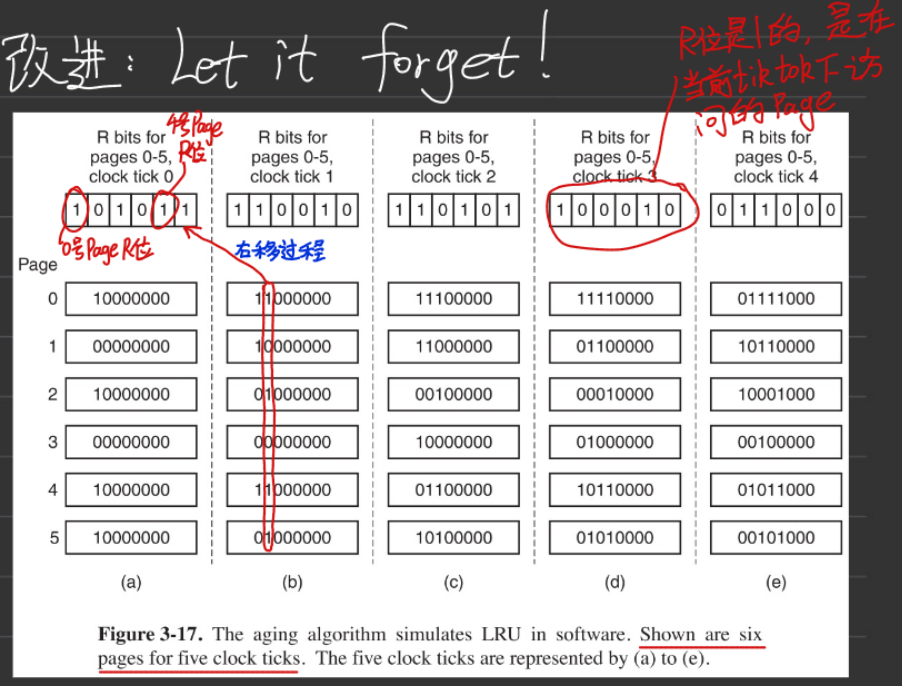 改进: Let it forget!
R位是1的, 是在
当前tiktok下访
问的Page
4号Page
R位
R bits for
pages 0-5,
clock tick 0
R bits for
pages 0-5,
clock tick 1
R bits for
pages 0-5,
clock tick 2
R bits for
pages 0-5,
clock tick 3
R bits for
pages 0-5,
clock tick 4
1 0 1 0 1 1
1 1 0 0 1 0
1 1 0 1 0 1
1 0 0 0 1 0
0 1 1 0 0 0
0号Page R位
右移过程
Page
0 10000000 11000000 11100000 11110000 01111000
1 00000000 10000000 11000000 01100000 10110000
2 10000000 01000000 00100000 00010000 10001000
3 00000000 00000000 10000000 01000000 00100000
4 10000000 11000000 01100000 10110000 01011000
5 10000000 01000000 10100000 01010000 00101000
(a) (b) (c) (d) (e)
Figure 3-17. The aging algorithm simulates LRU in software. Shown are six
pages for five clock ticks. The five clock ticks are represented by (a) to (e).